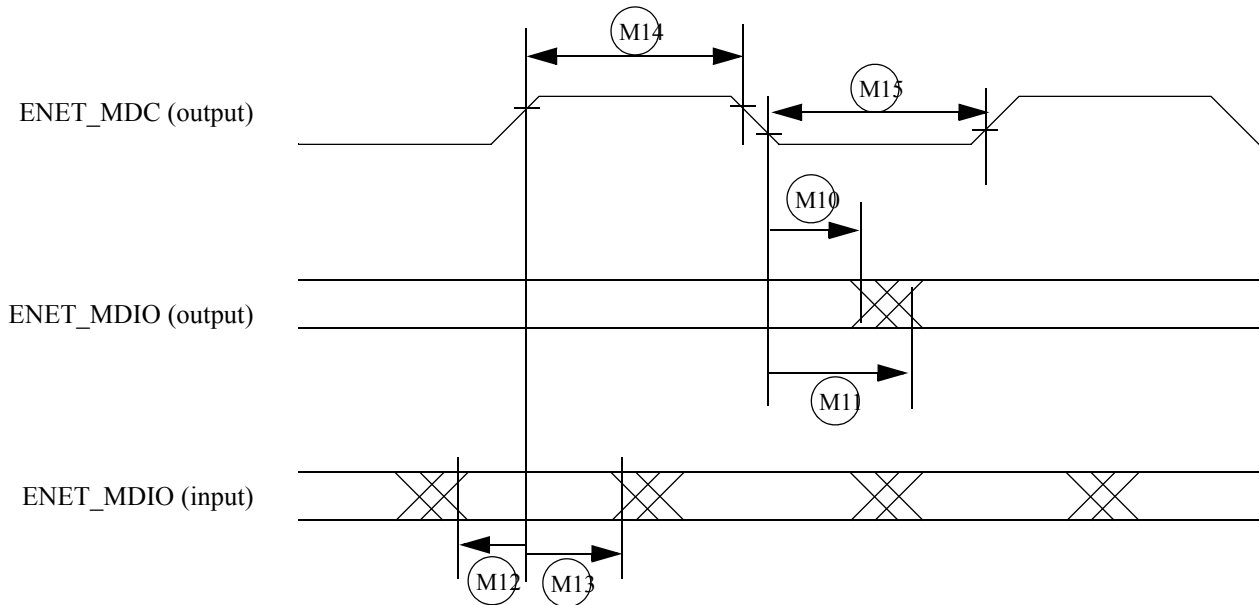 M14
ENET_MDC (output)
M15
M10
ENET_MDIO (output)
M11
ENET_MDIO (input)
M12
M13